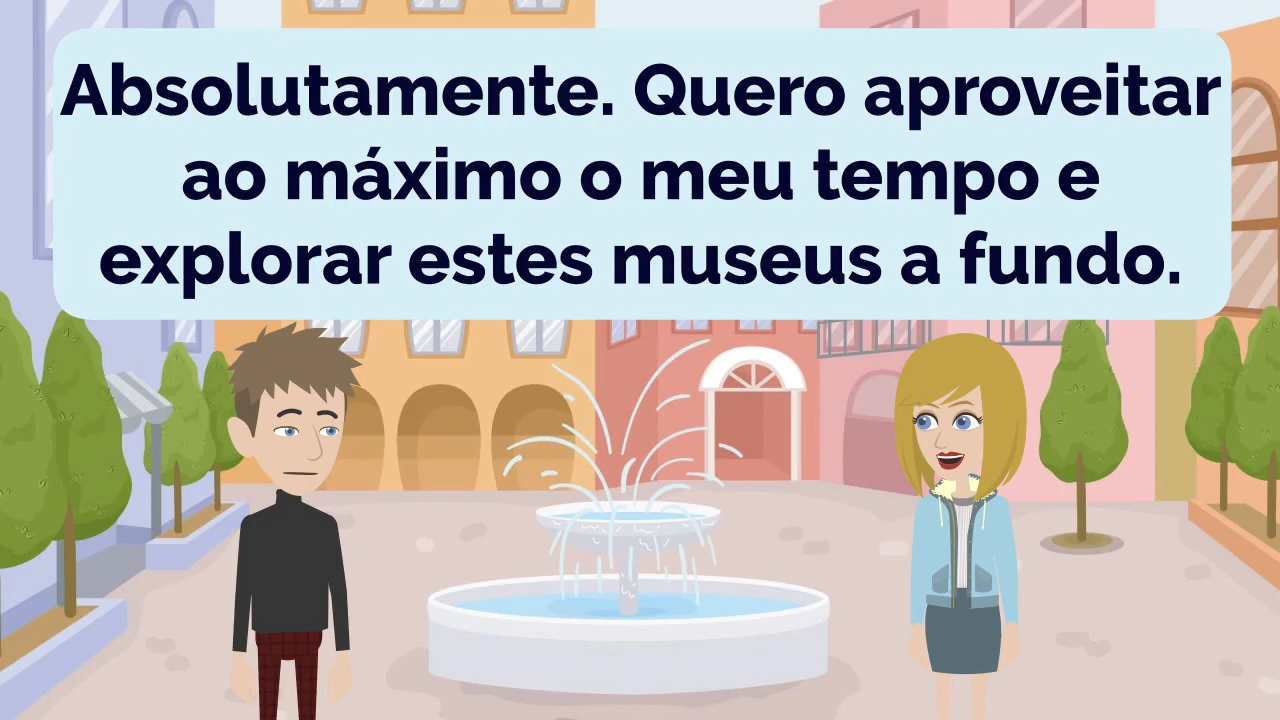 Absolutamente. Quero aproveitar
ao máximo o meu tempo e
explorar estes museus a fundo.